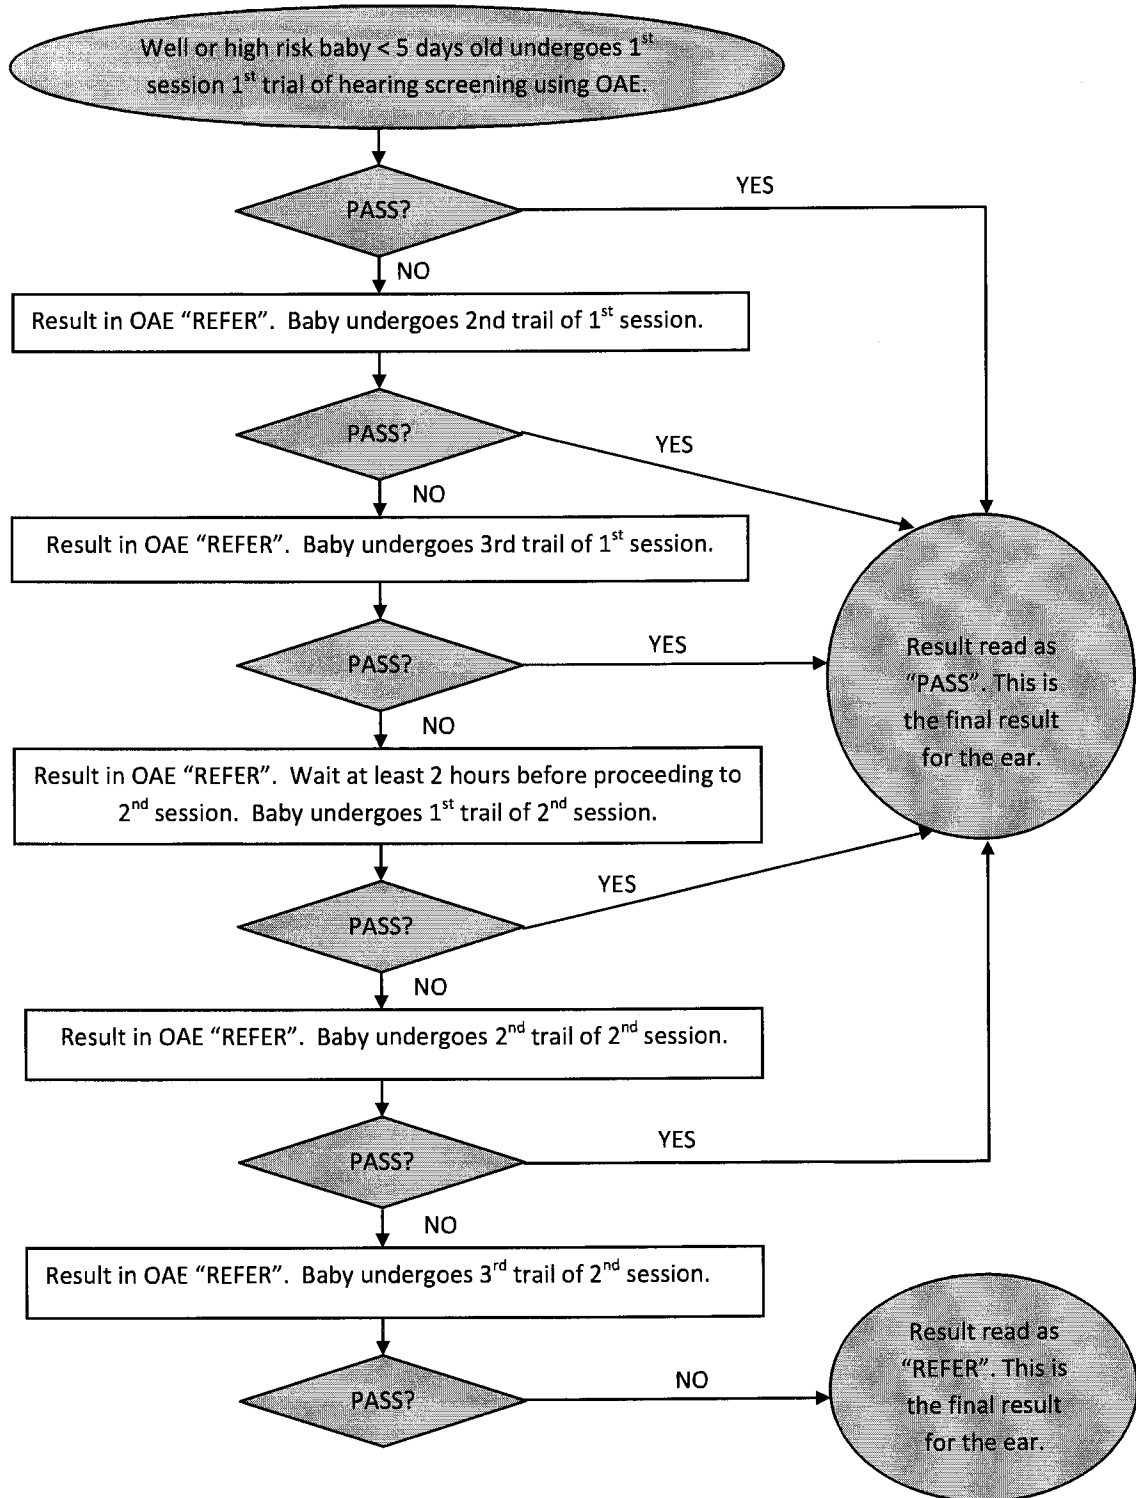 Well or high risk baby < 5 days old undergoes 1st
session 1st trial of hearing screening using OAE.
PASS?
YES
NO
Result in OAE “REFER”. Baby undergoes 2nd trail of 1st session.
PASS?
YES
NO
Result in OAE “REFER”. Baby undergoes 3rd trail of 1st session.
PASS?
YES
NO
Result read as
“PASS”. This is
the final result
for the ear.
Result in OAE “REFER”. Wait at least 2 hours before proceeding to
2nd session. Baby undergoes 1st trail of 2nd session.
PASS?
YES
NO
Result in OAE “REFER”. Baby undergoes 2nd trail of 2nd session.
PASS?
YES
NO
Result in OAE “REFER”. Baby undergoes 3rd trail of 2nd session.
PASS?
NO
Result read as
“REFER”. This is
the final result
for the ear.